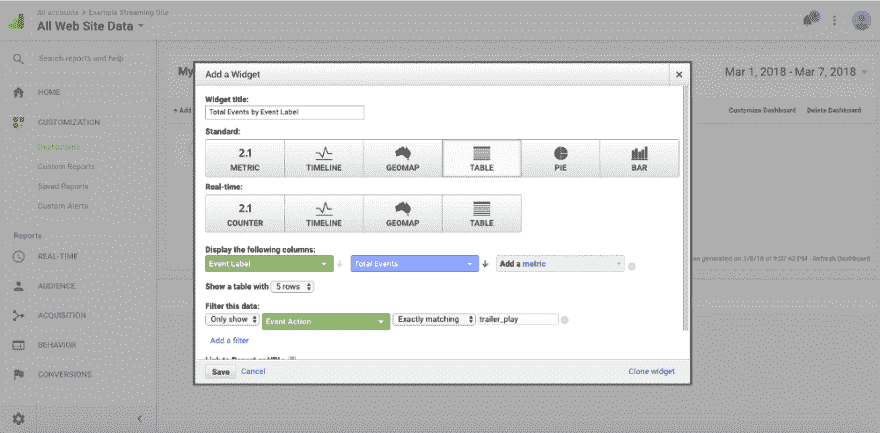 All accounts > Example Streaming Site
All Web Site Data
Search reports and help
HOME
CUSTOMIZATION
Dashboards
Custom Reports
Saved Reports
Custom Alerts
Reports
REAL-TIME
AUDIENCE
ACQUISITION
BEHAVIOR
CONVERSIONS
My
Mar 1, 2018 - Mar 7, 2018
+ Add
Customize Dashboard Delete Dashboard
generated on 3/8/18 at 9:07:42 PM - Refresh Dashboard
Add a Widget
Widget title:
Total Events by Event Label
Standard:
2.1
METRIC TIMELINE GEOMAP TABLE PIE BAR
Real-time:
2.1
COUNTER TIMELINE GEOMAP TABLE
Display the following columns:
Event Label Total Events Add a metric
Show a table with 5 rows
Filter this data:
Only show Event Action Exactly matching trailer_play
Add a filter
Link to Report or URL:
Save Cancel Clone widget